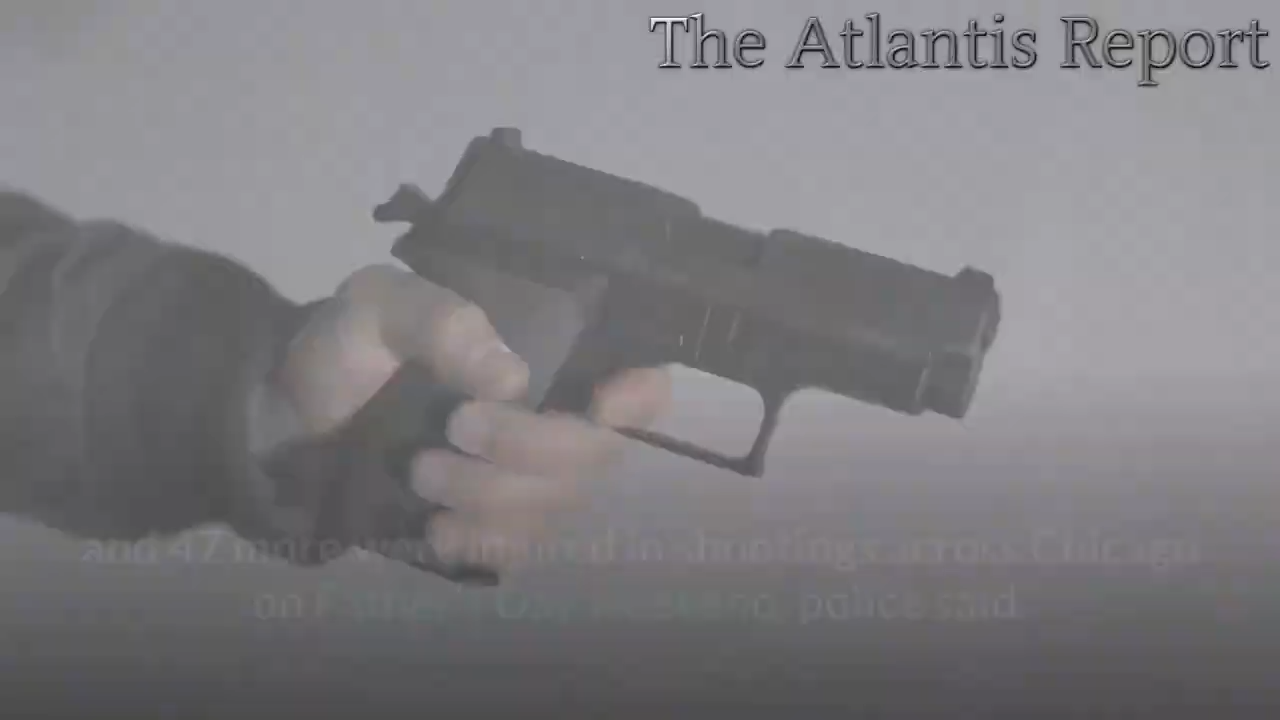 The Atlantis Report
and 47 more were injured in shootings across Chicago
on Father's Day weekend, police said.